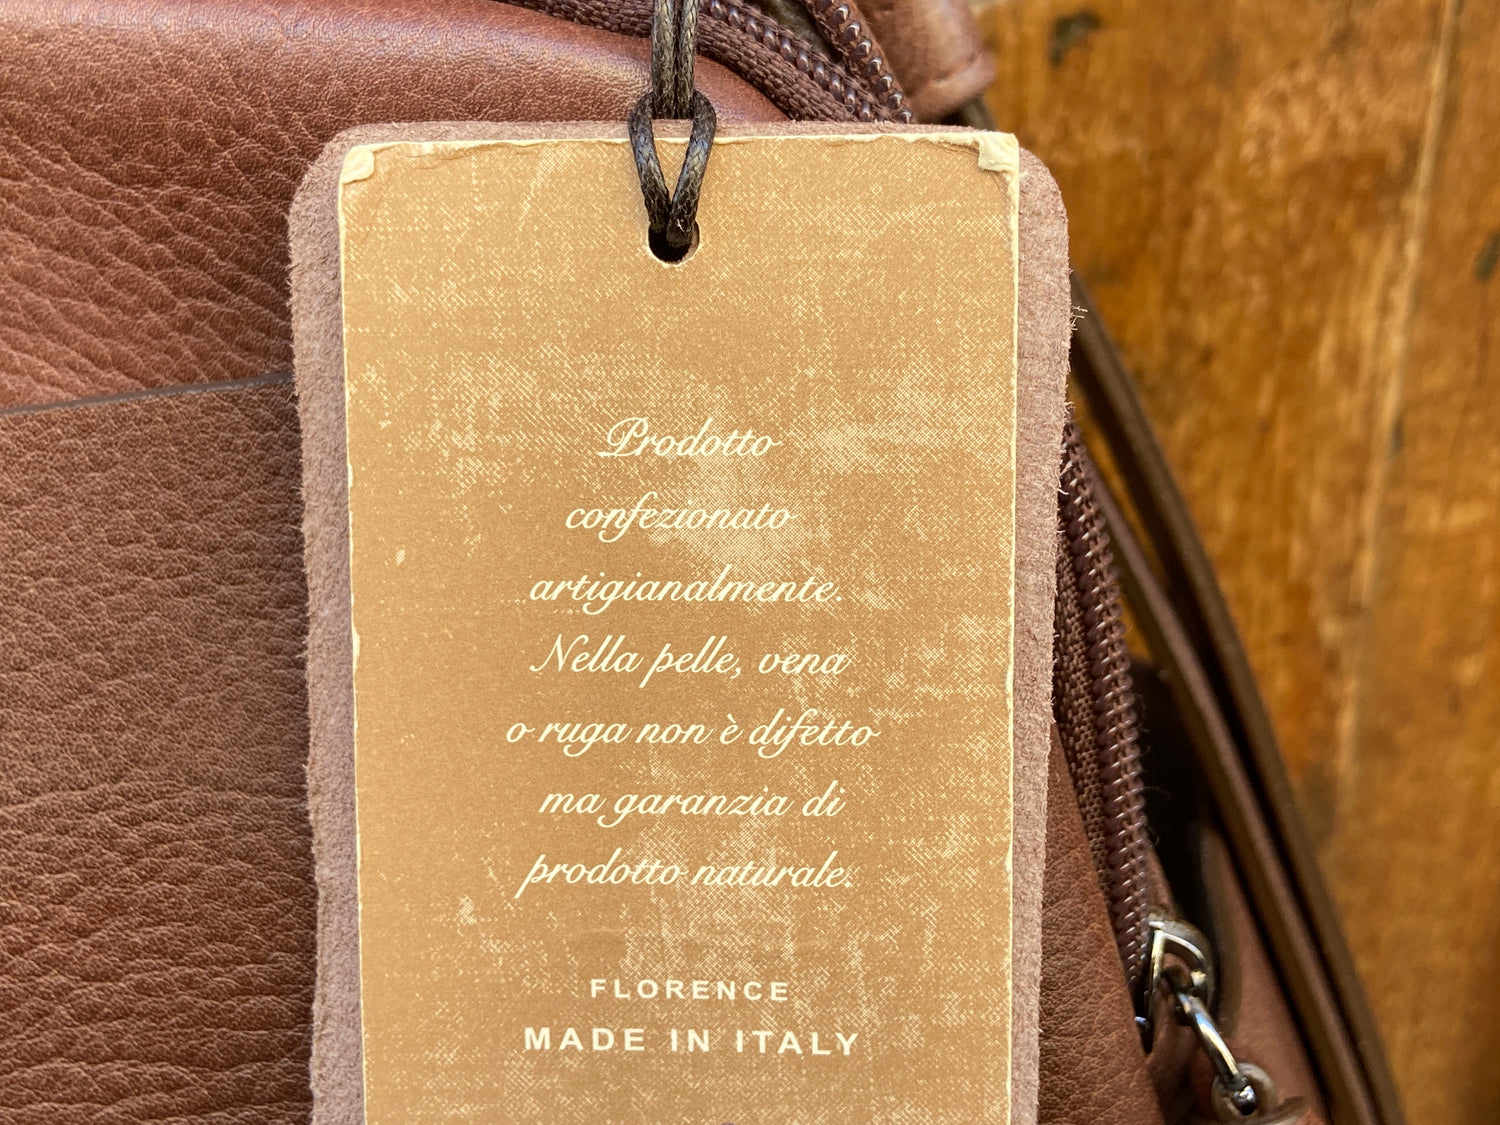 Prodotto
confezionato
artigianalmente.
Nella pelle, vena
o ruga non è difetto
ma garanzia di
prodotto naturale.
FLORENCE
MADE IN ITALY